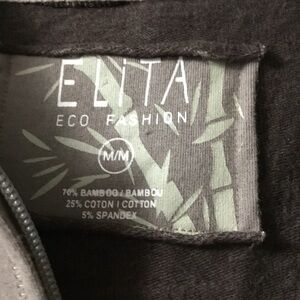 ELiTA
ECO FASHION
M/M
70% BAMBOO / BAMBOU
25% COTON / COTTON
5% SPANDEX